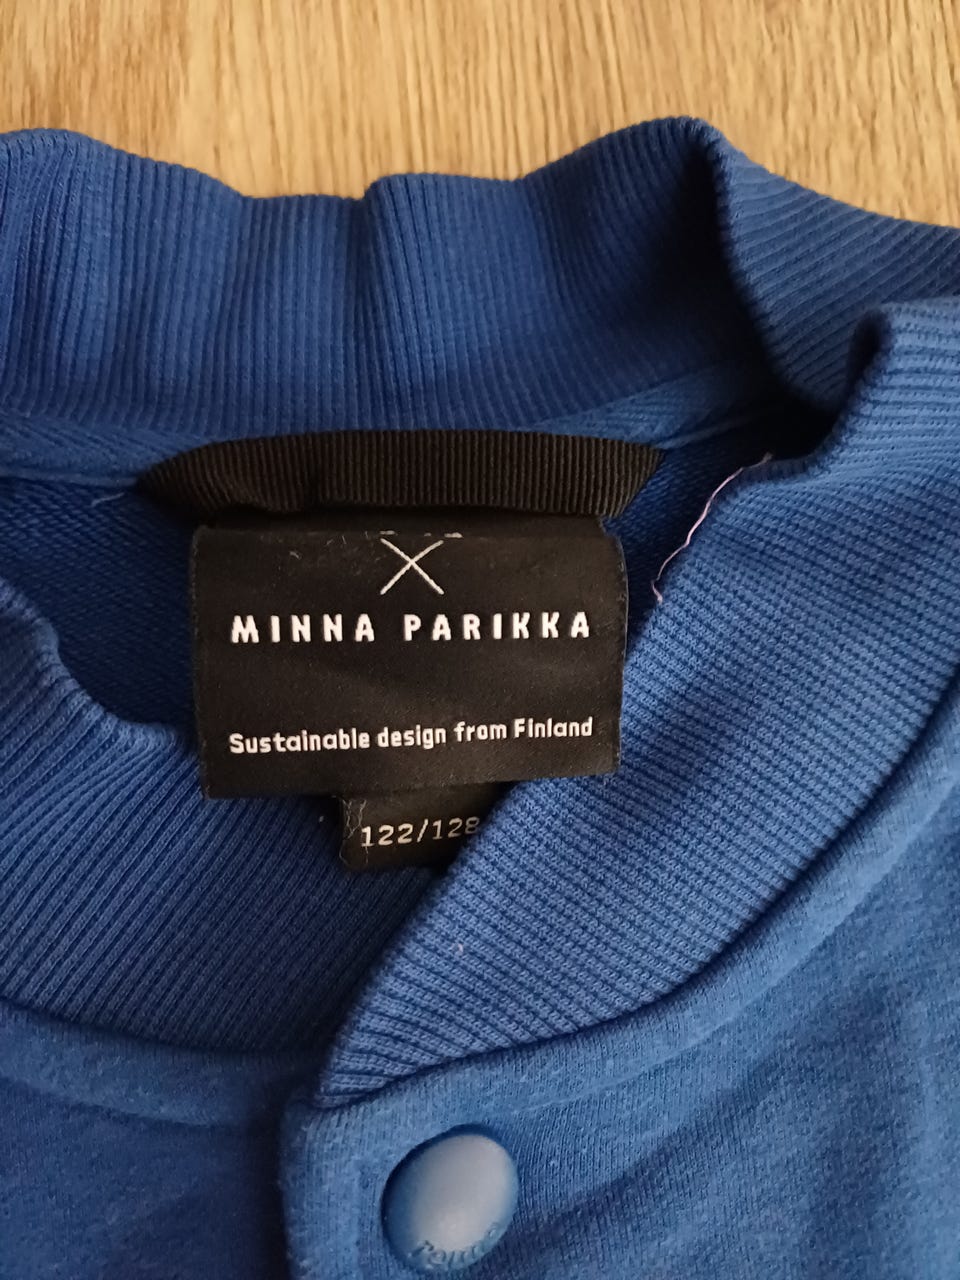 MINNA PARIKKA
Sustainable design from Finland
122/128